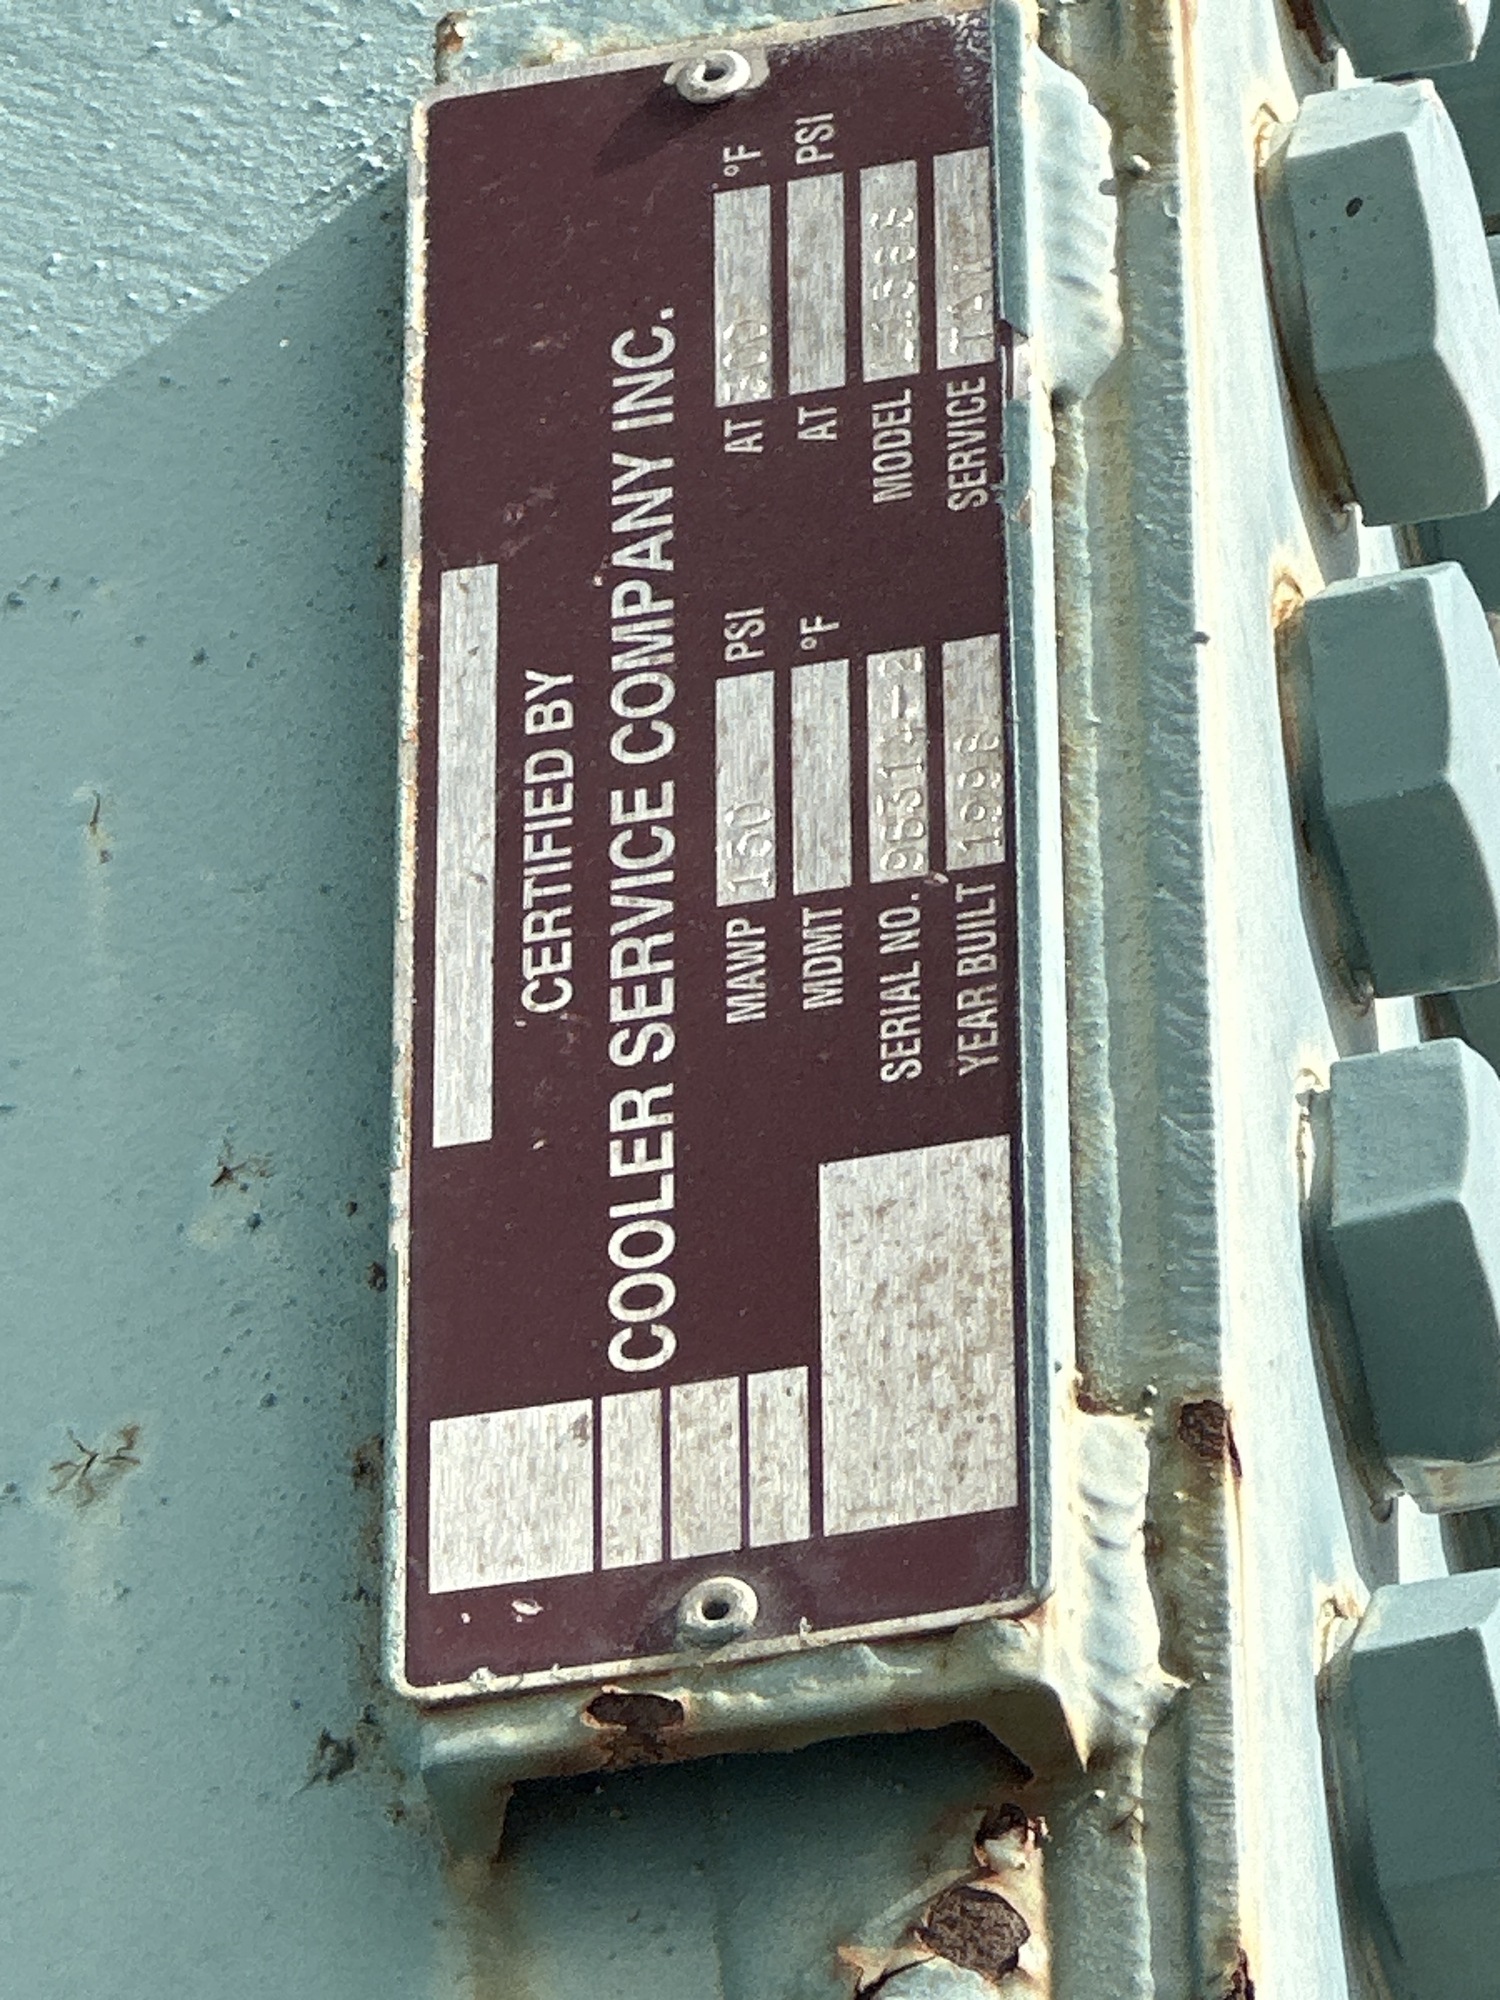 CERTIFIED BY
COOLER SERVICE COMPANY INC.
MAWP 150 PSI AT 300 °F
MDMT °F AT PSI
SERIAL NO. MODEL
YEAR BUILT SERVICE